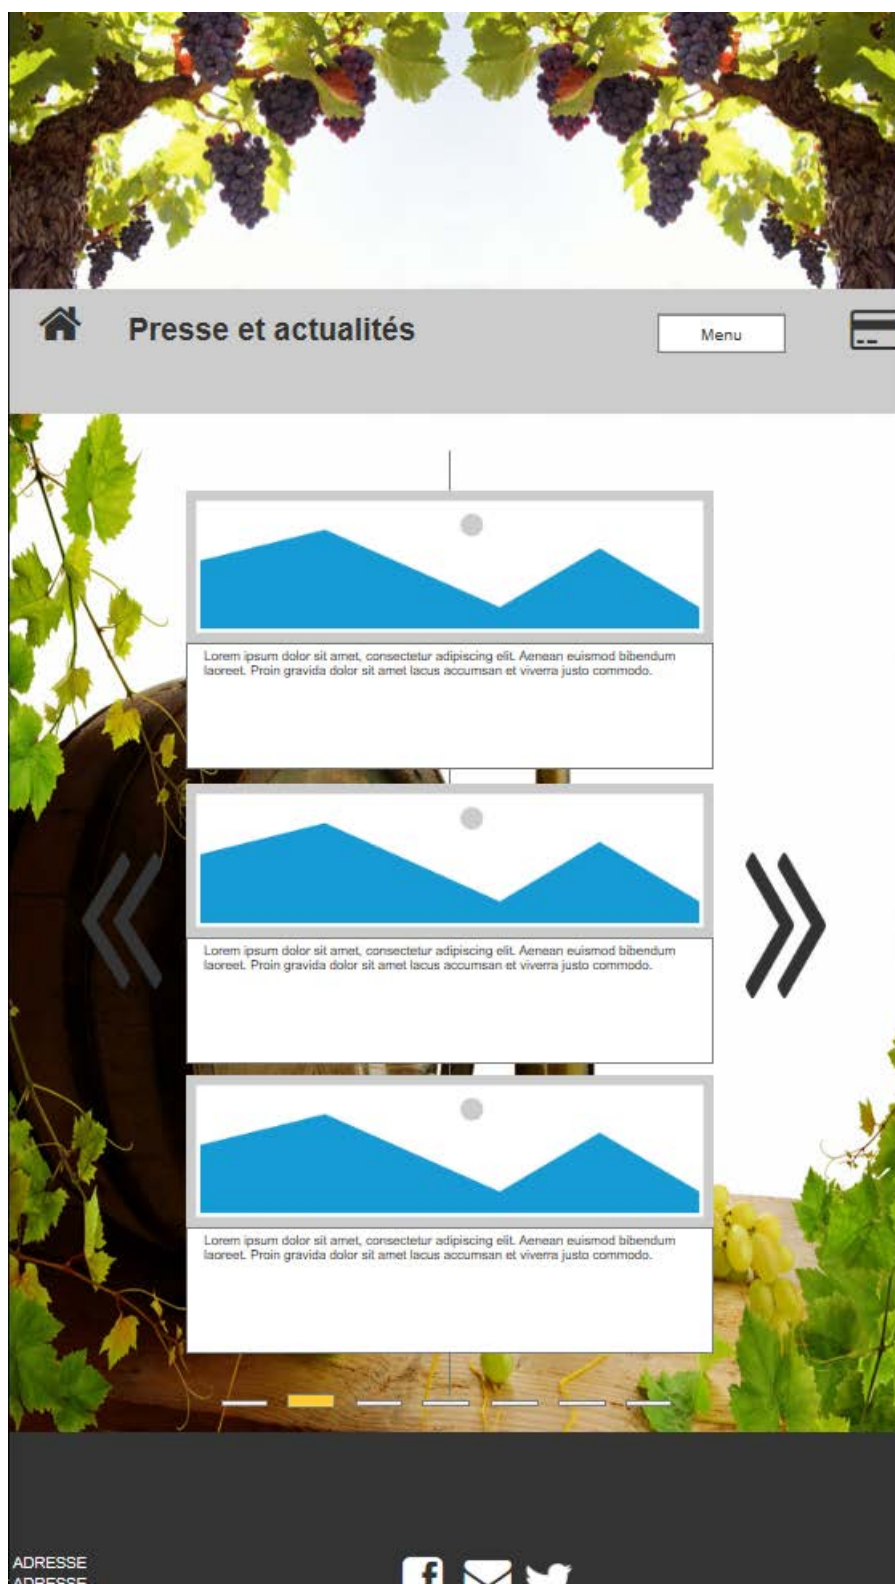 Presse et actualités
Menu
Lorem ipsum dolor sit amet, consectetur adipiscing elit. Aenean euismod bibendum
laoreet. Proin gravida dolor sit amet lacus accumsan et viverra justo commodo.
Lorem ipsum dolor sit amet, consectetur adipiscing elit. Aenean euismod bibendum
laoreet. Proin gravida dolor sit amet lacus accumsan et viverra justo commodo.
Lorem ipsum dolor sit amet, consectetur adipiscing elit. Aenean euismod bibendum
laoreet. Proin gravida dolor sit amet lacus accumsan et viverra justo commodo.
ADRESSE
ADRESSE